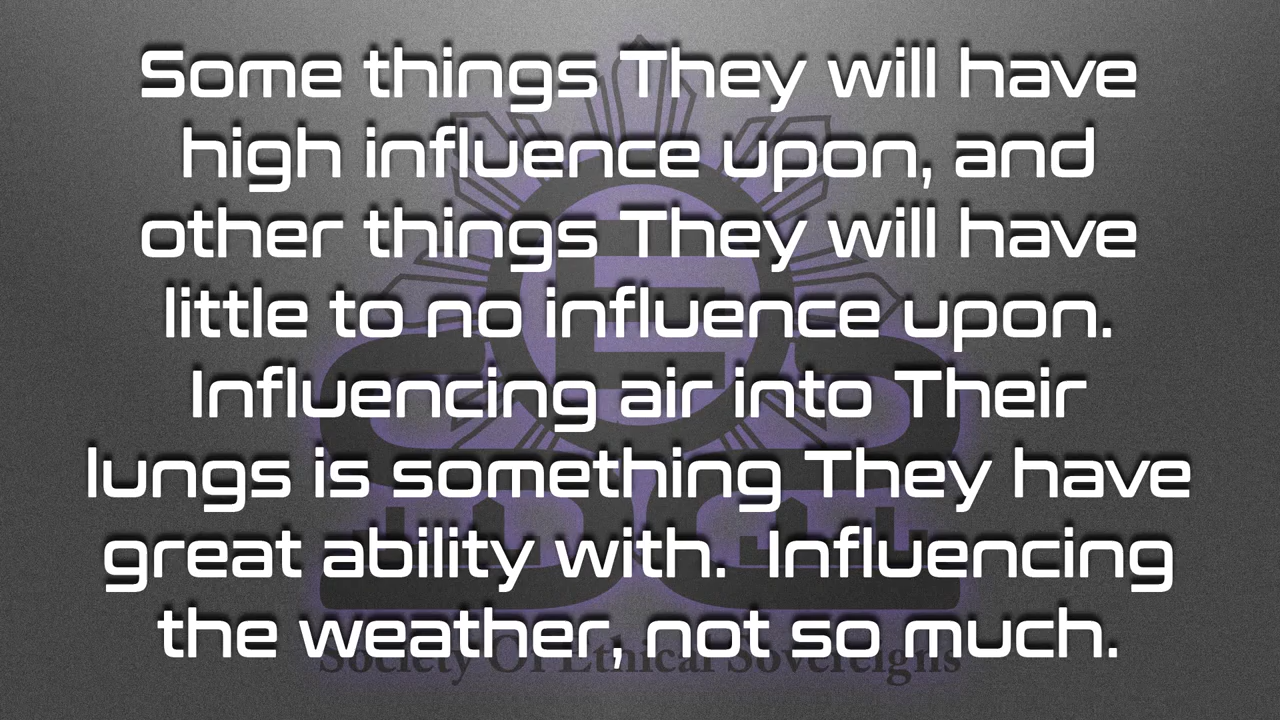 Some things They will have
high influence upon, and
other things They will have
little to no influence upon.
Influencing air into Their
lungs is something They have
great ability with. Influencing
the weather, not so much.
Society Of Ethical Sovereigns